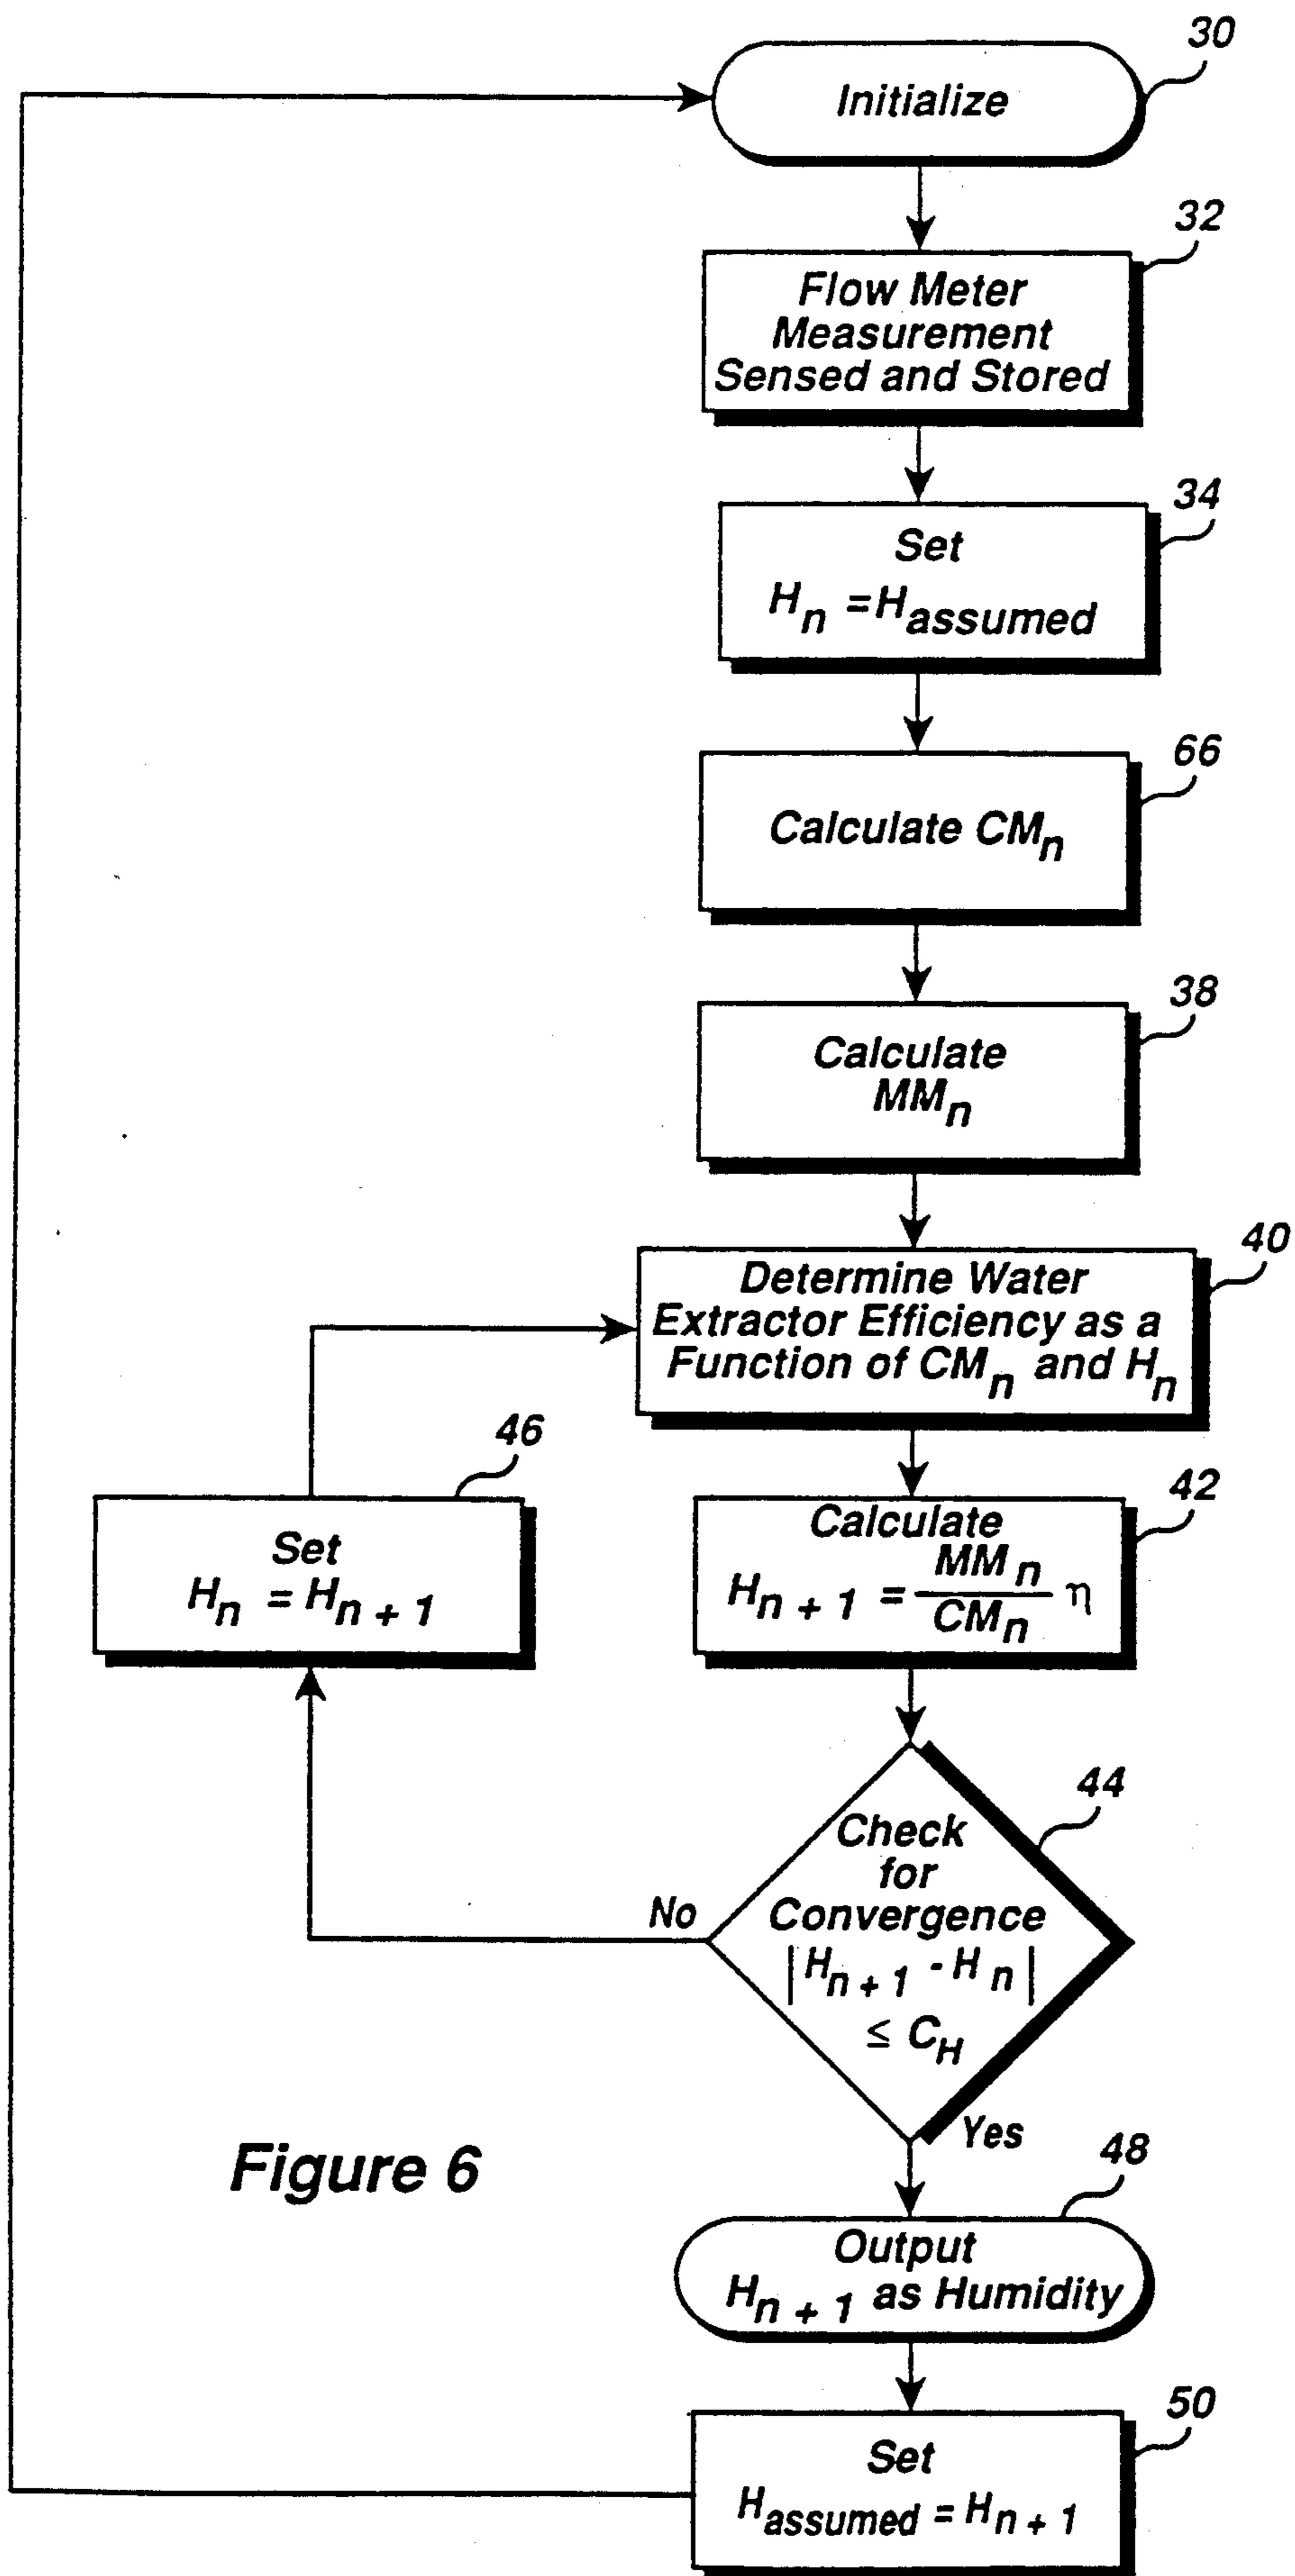 30
Initialize
32
Flow Meter
Measurement
Sensed and Stored
34
Set
Hn = Hassumed
66
Calculate CMn
38
Calculate
MMn
40
Determine Water
Extractor Efficiency as a
Function of CMn and Hn
46
Set
Hn = Hn + 1
42
Calculate
Hn + 1 = MMn / CMn η
44
Check
for
Convergence
|Hn + 1 - Hn|
≤ CH
No
Yes
Figure 6
48
Output
Hn + 1 as Humidity
50
Set
Hassumed = Hn + 1